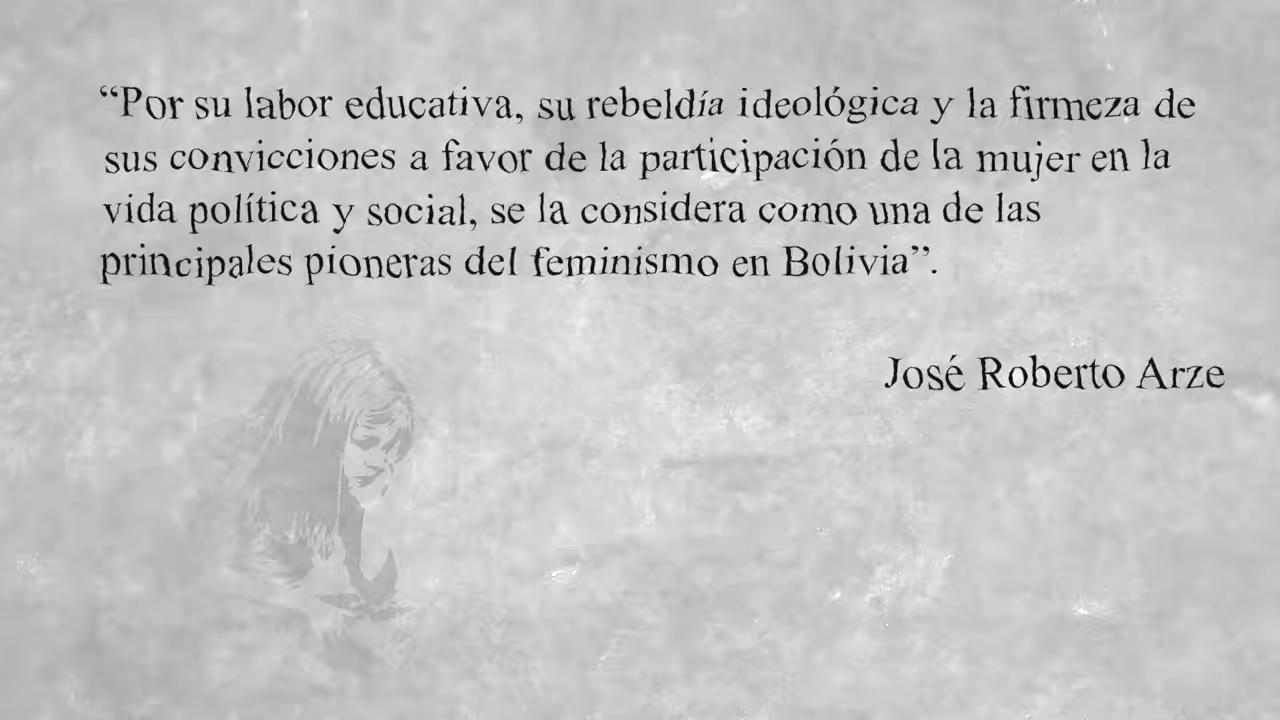 “Por su labor educativa, su rebeldía ideológica y la firmeza de
sus convicciones a favor de la participación de la mujer en la
vida política y social, se la considera como una de las
principales pioneras del feminismo en Bolivia”.
José Roberto Arze